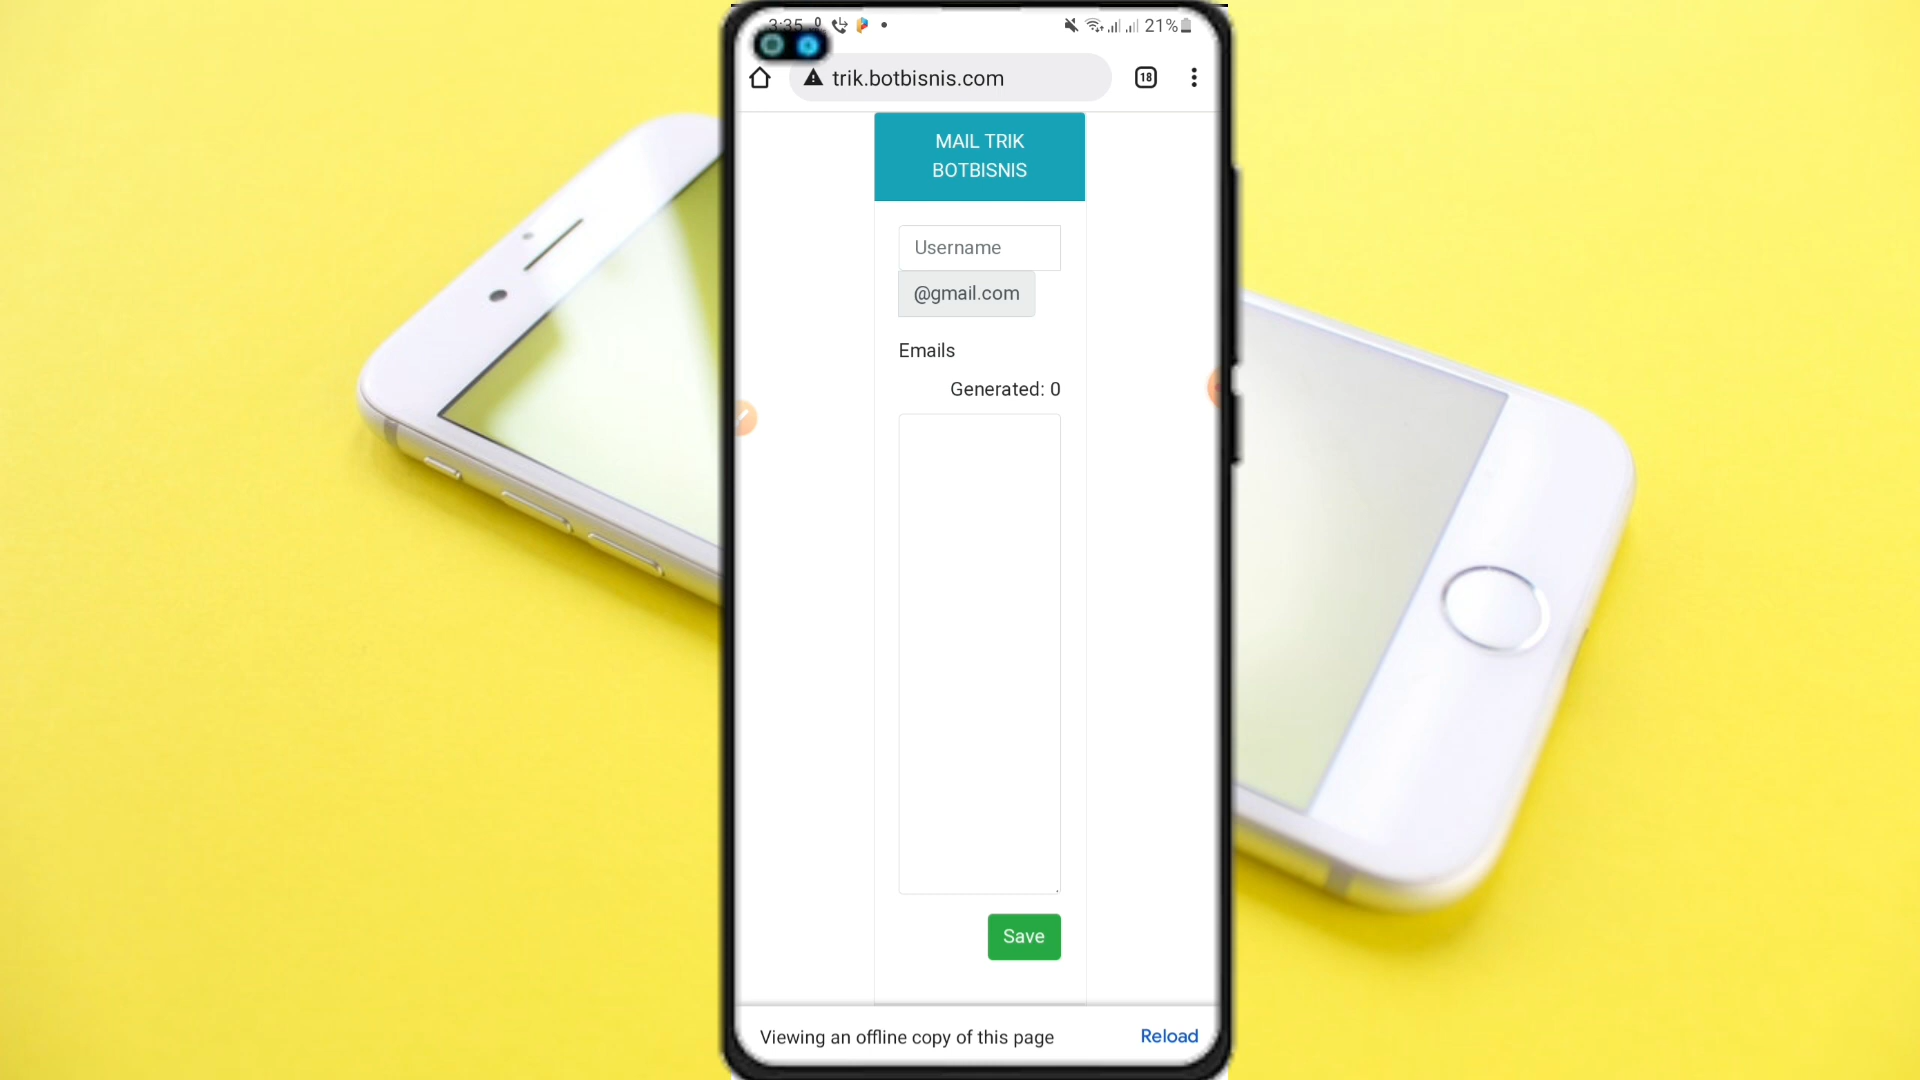 3:35
21%
trik.botbisnis.com
18
MAIL TRIK
BOTBISNIS
Username
@gmail.com
Emails
Generated: 0
Save
Viewing an offline copy of this page
Reload